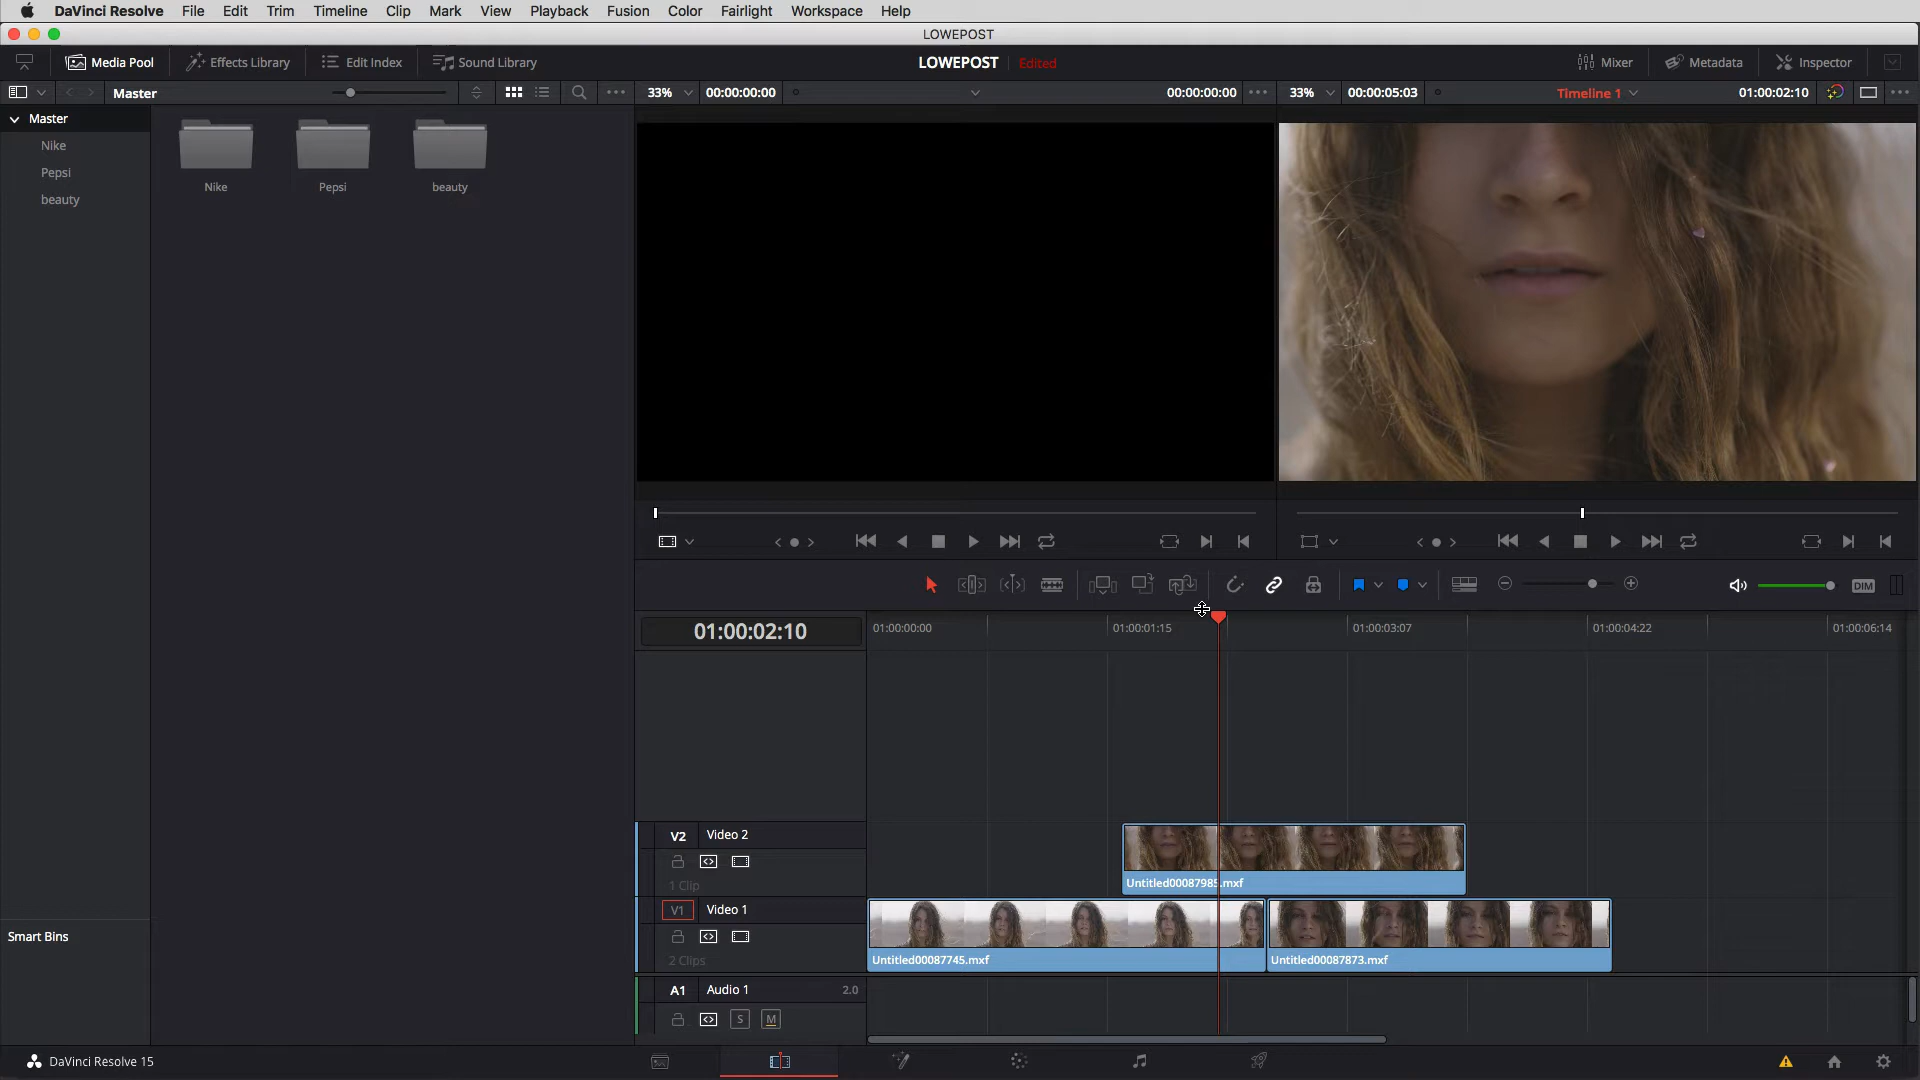 DaVinci Resolve File Edit Trim Timeline Clip Mark View Playback Fusion Color Fairlight Workspace Help
LOWEPOST
Media Pool Effects Library Edit Index Sound Library LOWEPOST Edited Mixer Metadata Inspector
Master 33% 00:00:00:00 00:00:00:00 33% 00:00:05:03 Timeline 1 01:00:02:10
Master
Nike
Pepsi
beauty
Nike Pepsi beauty
DIM
01:00:02:10 01:00:00:00 01:00:01:15 01:00:03:07 01:00:04:22 01:00:06:14
V2 Video 2
1 Clip
Untitled00087985.mxf
V1 Video 1
2 Clips
Untitled00087745.mxf Untitled00087873.mxf
Smart Bins
A1 Audio 1 2.0
S M
DaVinci Resolve 15